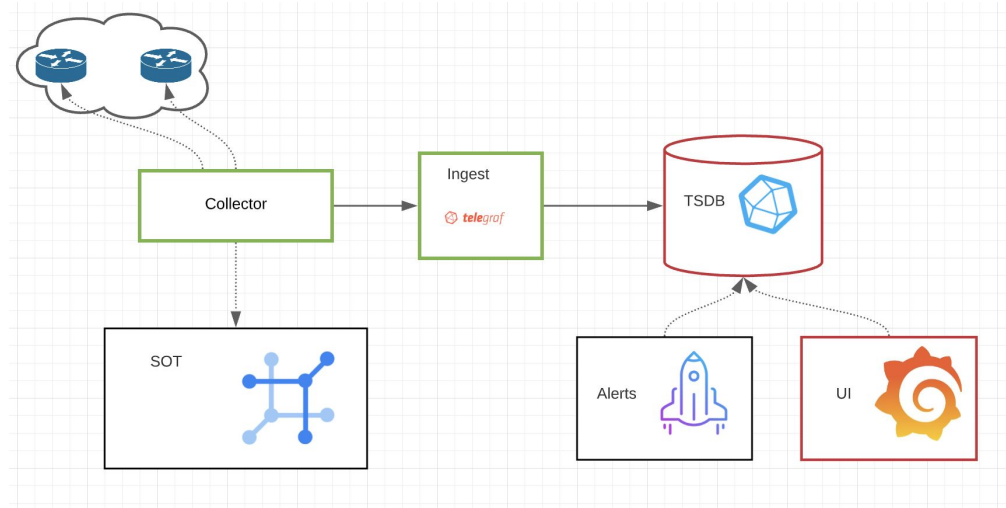 Ingest
telegraf
Collector
TSDB
SOT
Alerts
UI